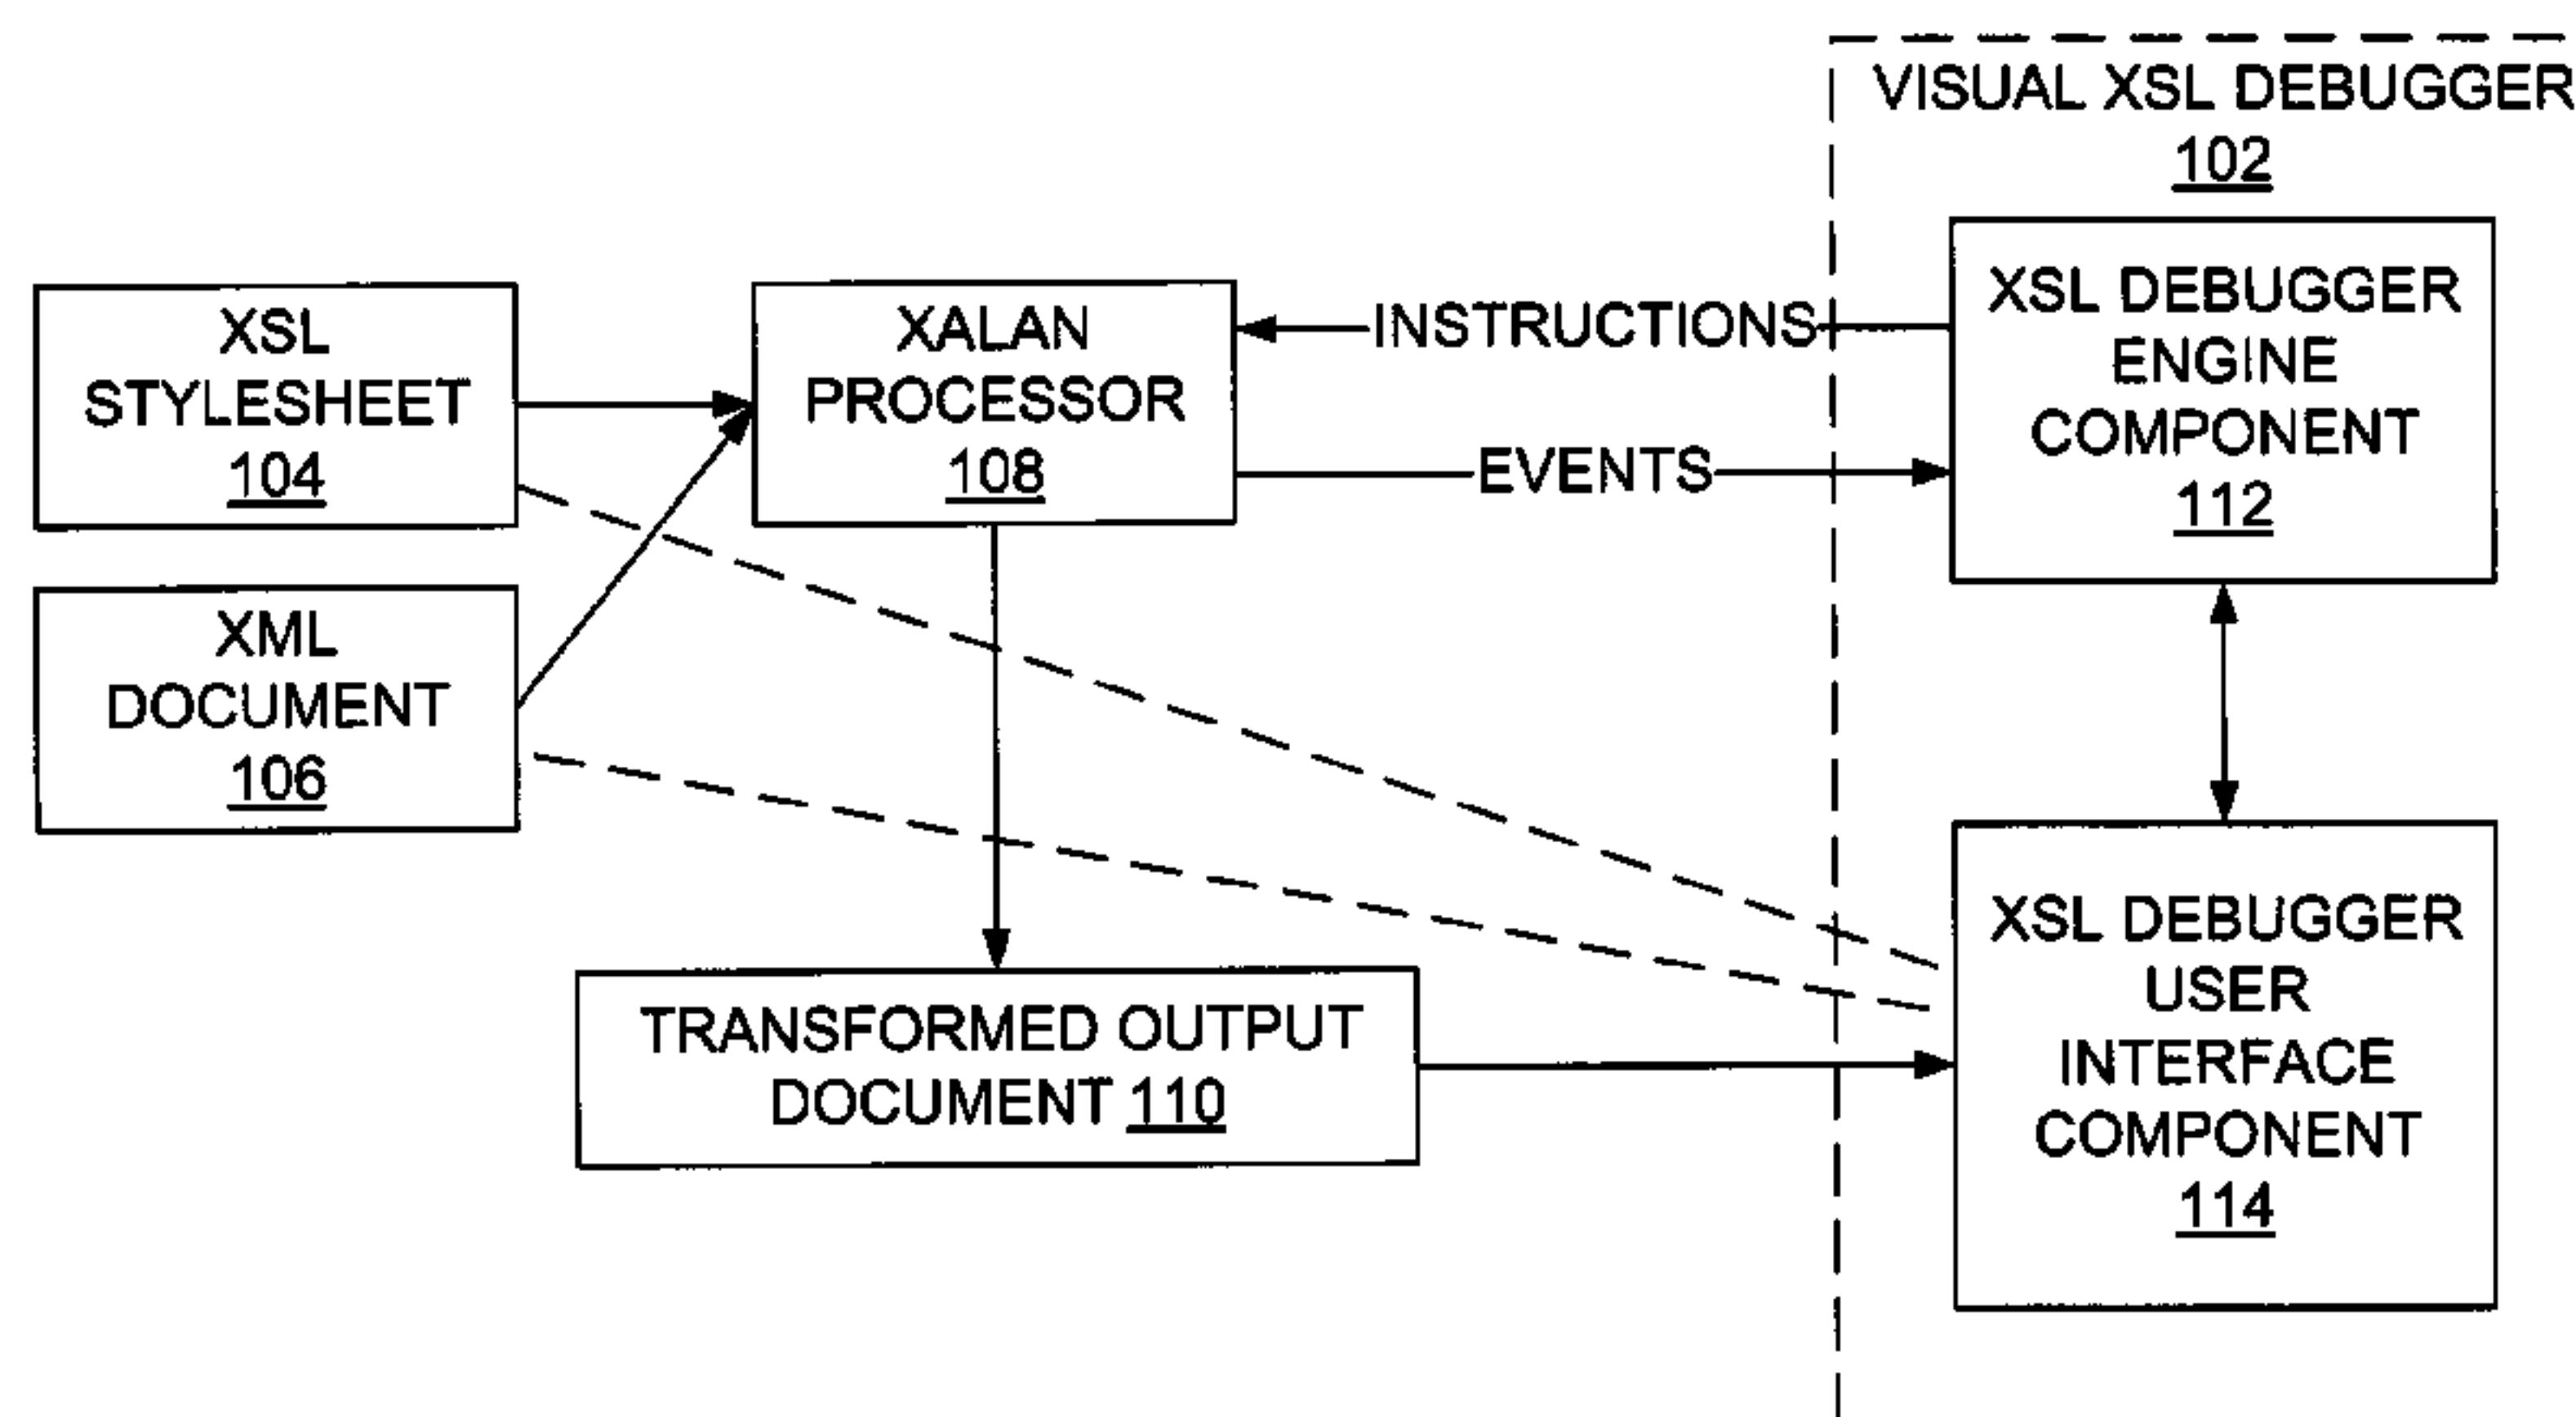 VISUAL XSL DEBUGGER
102
XSL
STYLESHEET
104
XALAN
PROCESSOR
108
INSTRUCTIONS
EVENTS
XSL DEBUGGER
ENGINE
COMPONENT
112
XML
DOCUMENT
106
TRANSFORMED OUTPUT
DOCUMENT 110
XSL DEBUGGER
USER
INTERFACE
COMPONENT
114